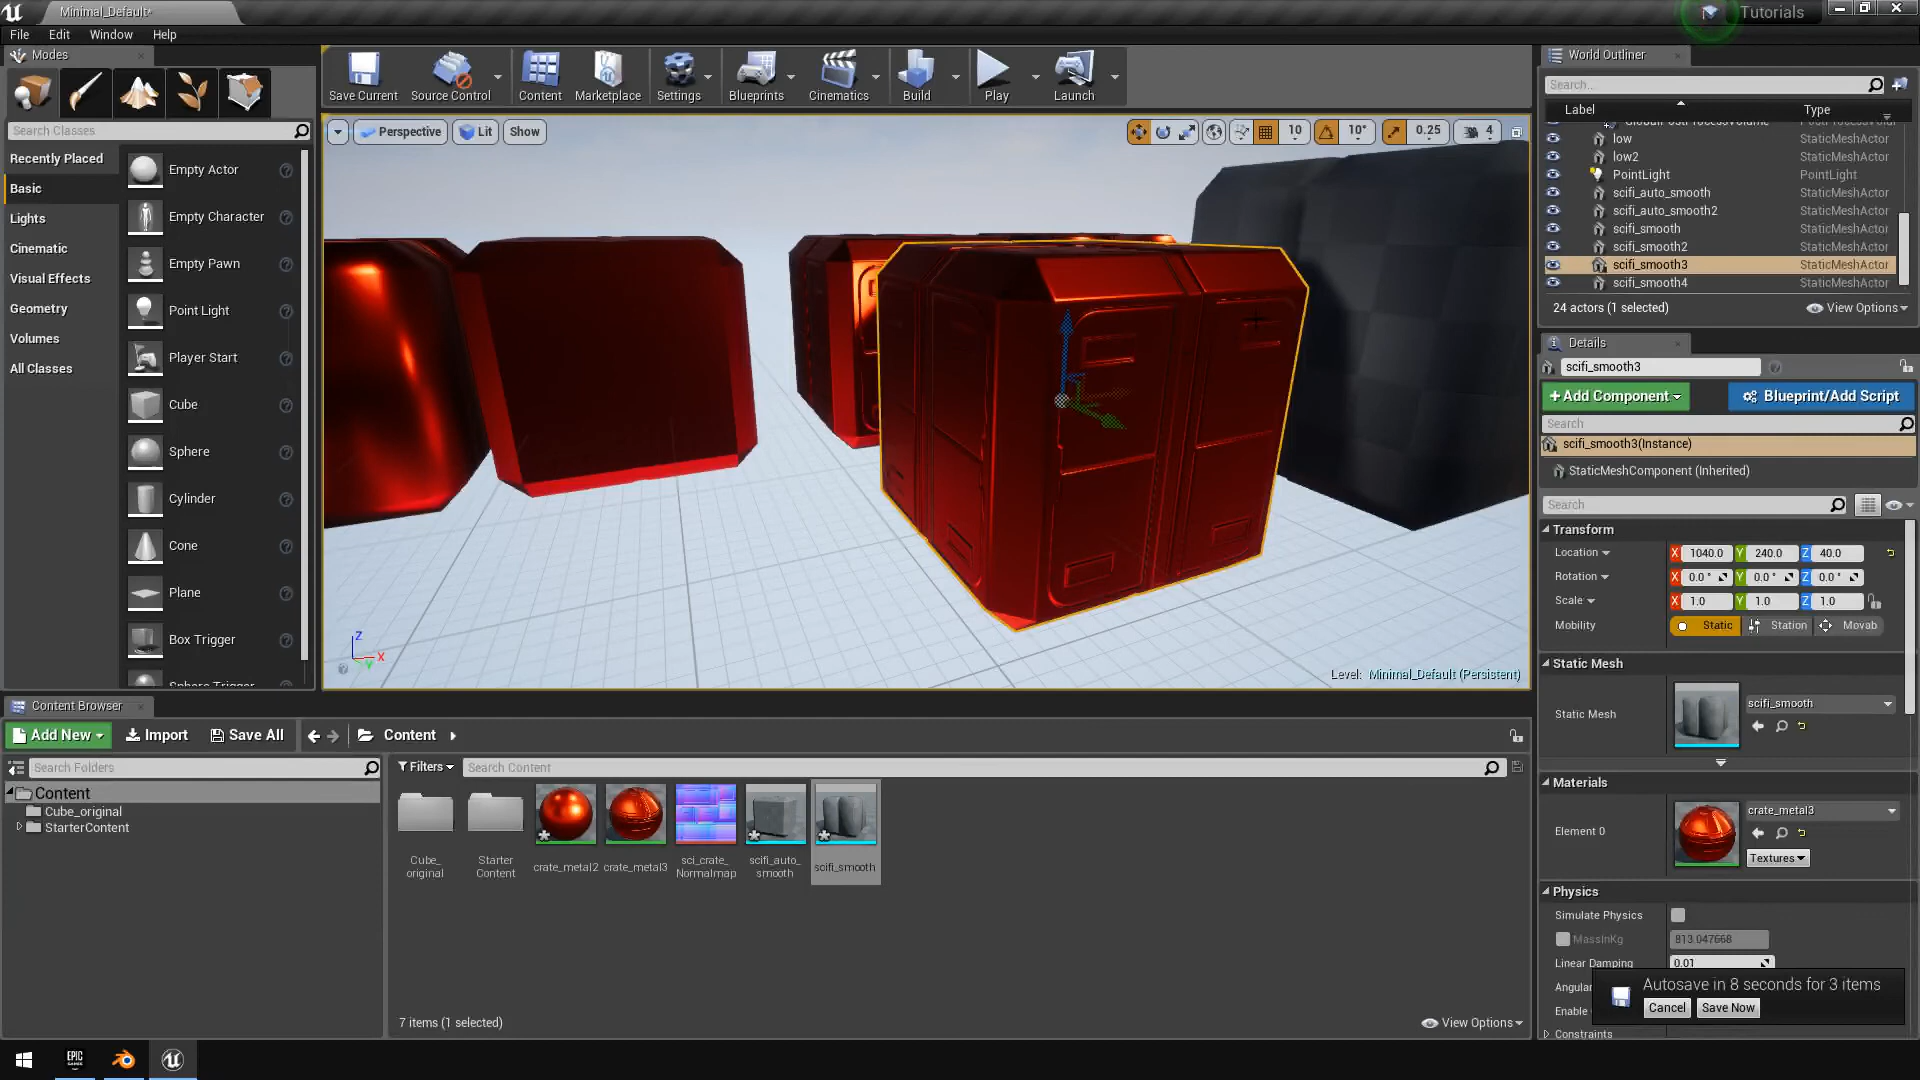 Minimal_Default*
Tutorials
File Edit Window Help
Modes
Search Classes
Recently Placed
Basic
Lights
Cinematic
Visual Effects
Geometry
Volumes
All Classes
Empty Actor
Empty Character
Empty Pawn
Point Light
Player Start
Cube
Sphere
Cylinder
Cone
Plane
Box Trigger
Sphere Trigger
Save Current
Source Control
Content
Marketplace
Settings
Blueprints
Cinematics
Build
Play
Launch
Perspective
Lit
Show
10
10°
0.25
4
Z
X
Y
Level: Minimal_Default (Persistent)
World Outliner
Search...
Label Type
low StaticMeshActor
low2 StaticMeshActor
PointLight PointLight
scifi_auto_smooth StaticMeshActor
scifi_auto_smooth2 StaticMeshActor
scifi_smooth StaticMeshActor
scifi_smooth2 StaticMeshActor
scifi_smooth3 StaticMeshActor
scifi_smooth4 StaticMeshActor
24 actors (1 selected)
View Options
Details
scifi_smooth3
+Add Component
Blueprint/Add Script
Search
scifi_smooth3(Instance)
StaticMeshComponent (Inherited)
Search
Transform
Location X 1040.0 Y 240.0 Z 40.0
Rotation X 0.0 ° Y 0.0 ° Z 0.0 °
Scale X 1.0 Y 1.0 Z 1.0
Mobility Static Station Movab
Static Mesh
Static Mesh
scifi_smooth
Materials
Element 0
crate_metal3
Textures
Physics
Simulate Physics
MassInKg 813.047668
Linear Damping 0.01
Angular
Enable
Constraints
Autosave in 8 seconds for 3 items
Cancel Save Now
Content Browser
Add New Import Save All Content
Search Folders
Content
Cube_original
StarterContent
Filters
Search Content
Cube_
original
Starter
Content
crate_metal2
crate_metal3
sci_crate_
Normalmap
scifi_auto_
smooth
scifi_smooth
7 items (1 selected)
View Options
EPIC
GAMES